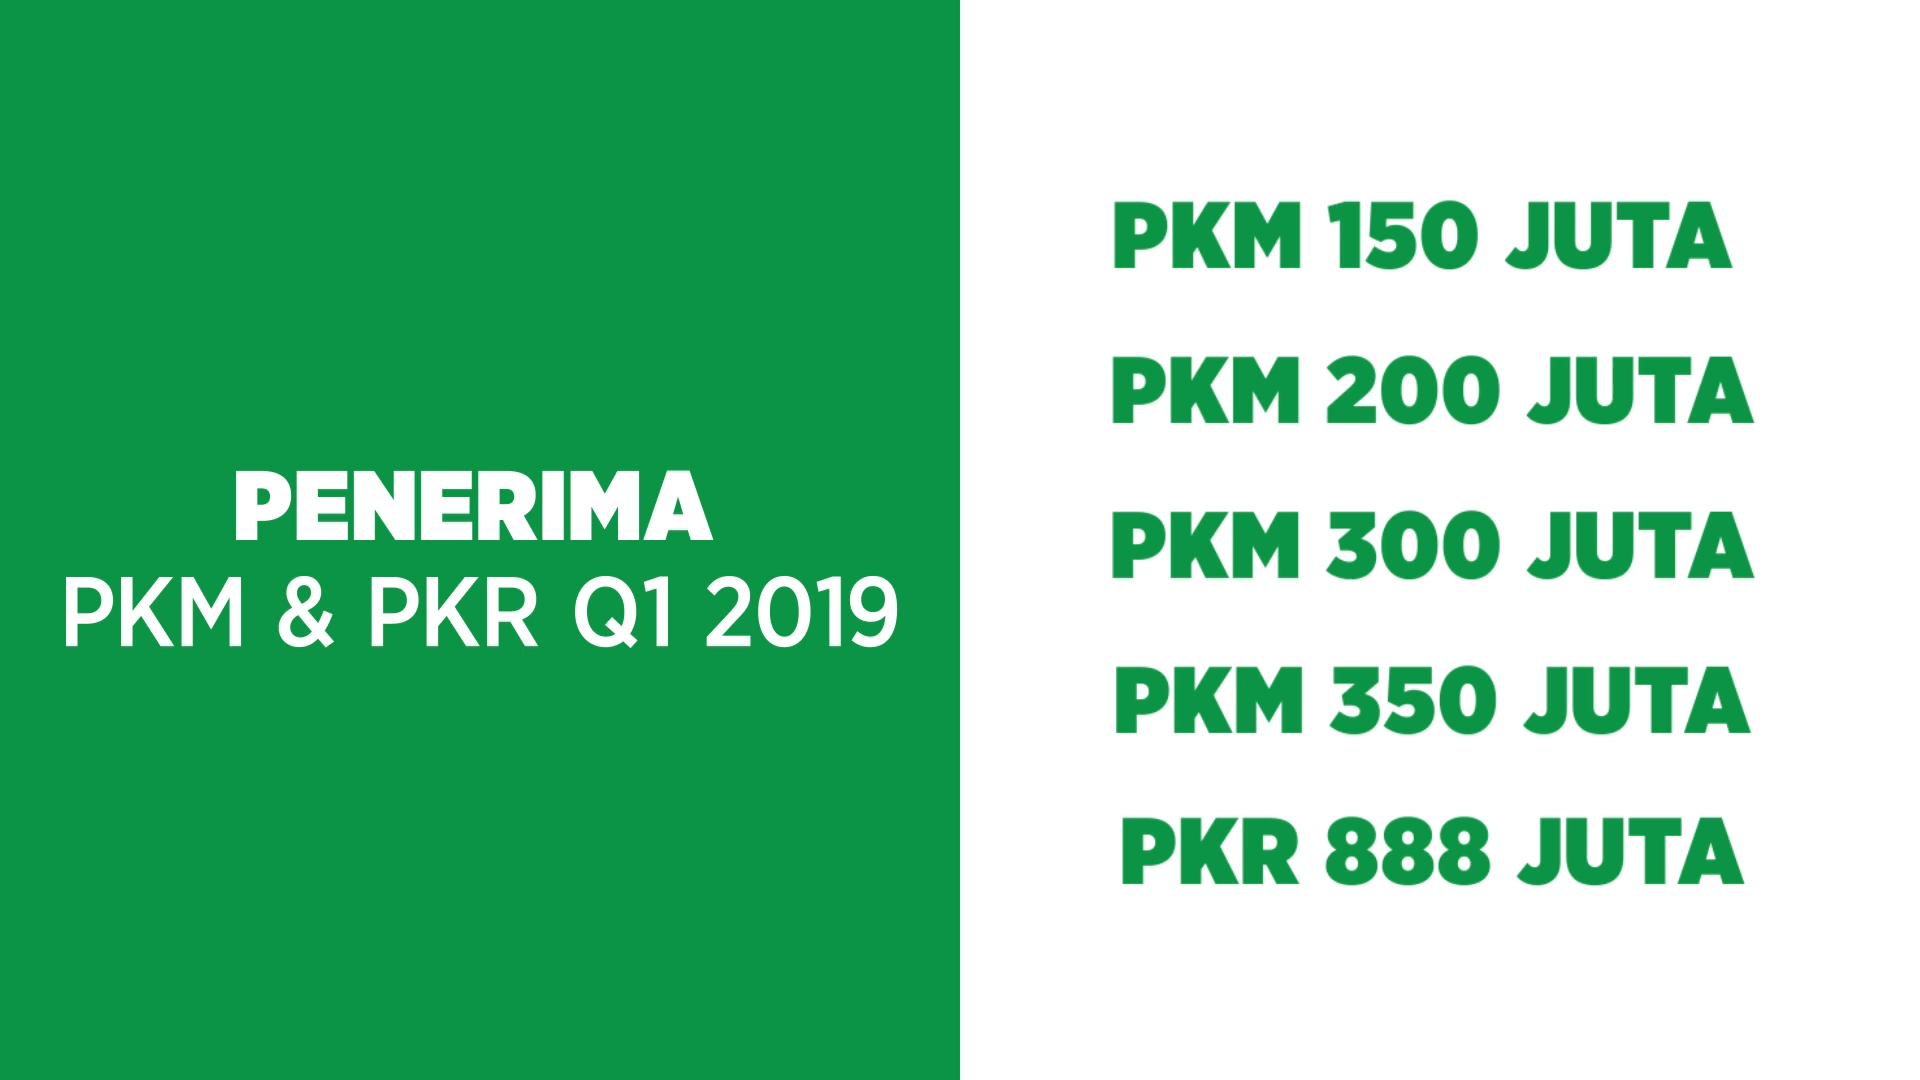 PENERIMA
PKM & PKR Q1 2019
PKM 150 JUTA
PKM 200 JUTA
PKM 300 JUTA
PKM 350 JUTA
PKR 888 JUTA